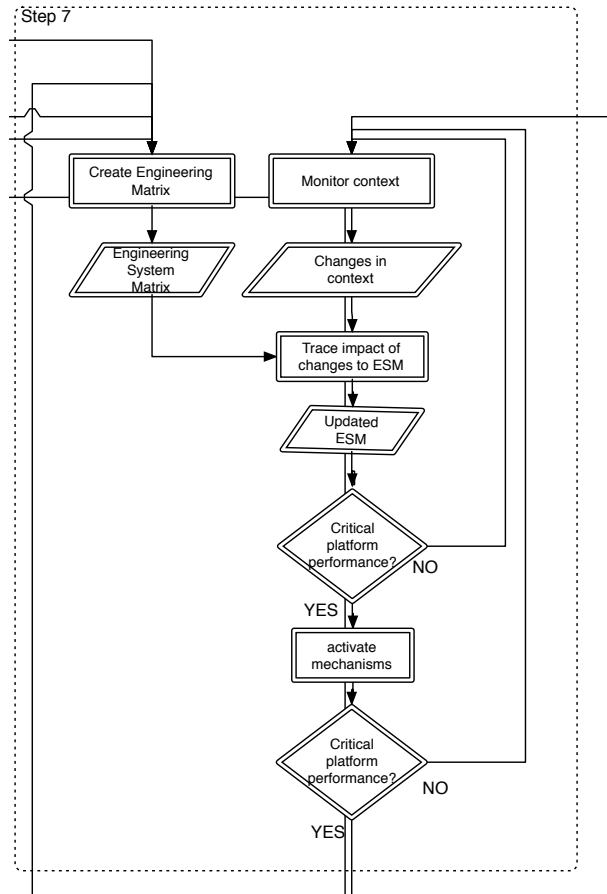 Step 7
Create Engineering
Matrix
Monitor context
Engineering
System
Matrix
Changes in
context
Trace impact of
changes to ESM
Updated
ESM
Critical
platform
performance?
NO
YES
activate
mechanisms
Critical
platform
performance?
NO
YES